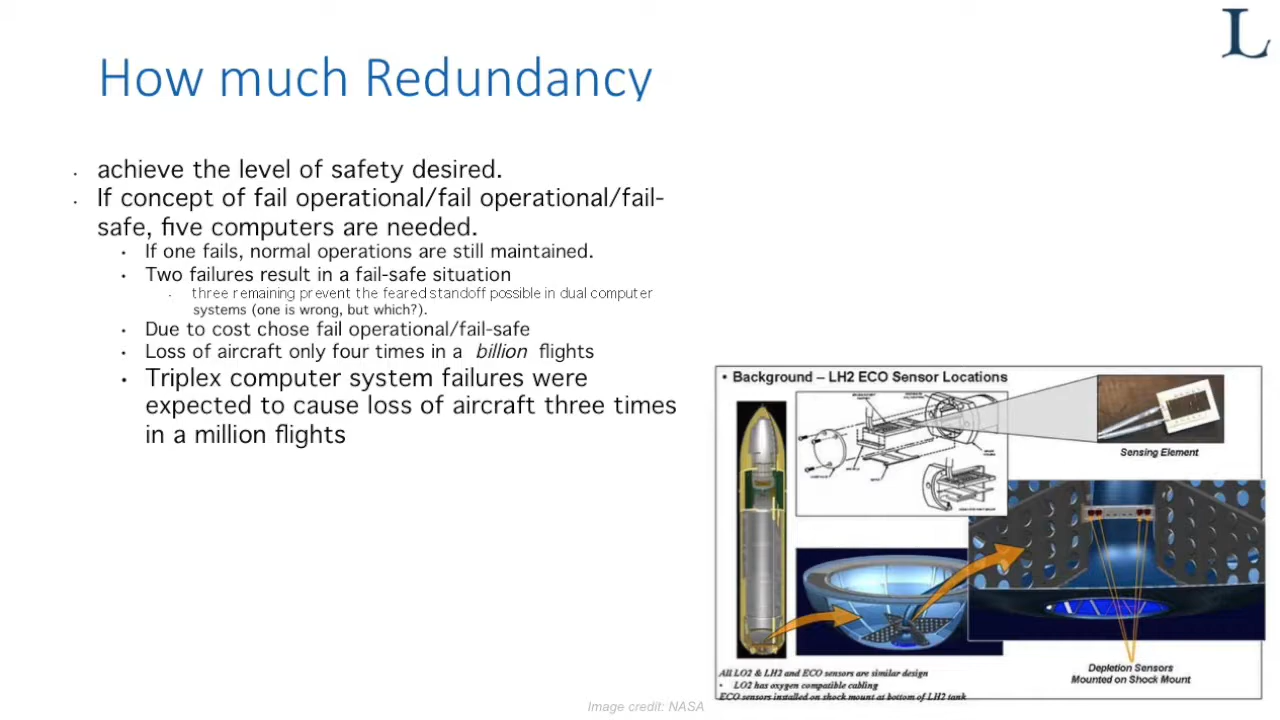 L
How much Redundancy
• achieve the level of safety desired.
• If concept of fail operational/fail operational/fail-
safe, five computers are needed.
• If one fails, normal operations are still maintained.
• Two failures result in a fail-safe situation
• three remaining prevent the feared standoff possible in dual computer
systems (one is wrong, but which?).
• Due to cost chose fail operational/fail-safe
• Loss of aircraft only four times in a billion flights
• Triplex computer system failures were
expected to cause loss of aircraft three times
in a million flights
• Background – LH2 ECO Sensor Locations
Sensing Element
Depletion Sensors
Mounted on Shock Mount
All LO2 & LH2 and ECO sensors are similar design
• LO2 has oxygen compatible cabling
ECO sensors installed on shock mount at bottom of LH2 tank
Image credit: NASA